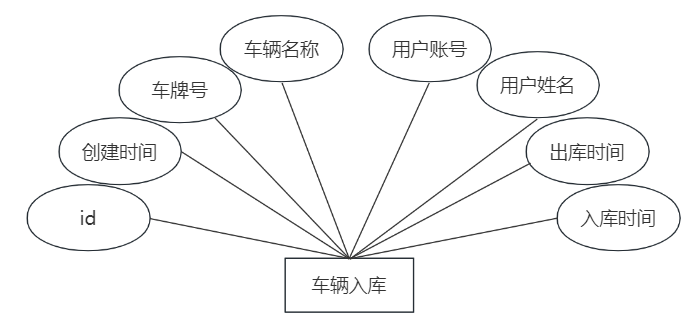 车辆名称
用户账号
车牌号
用户姓名
创建时间
出库时间
id
入库时间
车辆入库